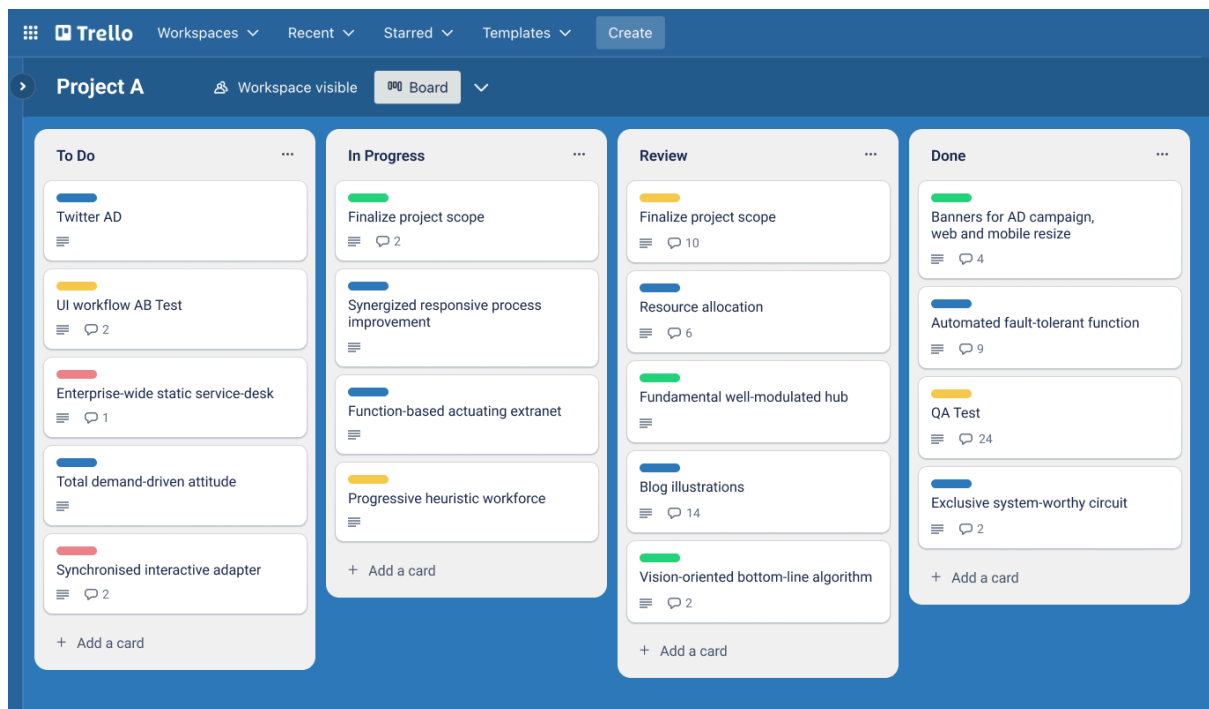 Trello
Workspaces
Recent
Starred
Templates
Create
Project A
Workspace visible
Board
To Do
Twitter AD
UI workflow AB Test
2
Enterprise-wide static service-desk
1
Total demand-driven attitude
Synchronised interactive adapter
2
+ Add a card
In Progress
Finalize project scope
2
Synergized responsive process
improvement
Function-based actuating extranet
Progressive heuristic workforce
+ Add a card
Review
Finalize project scope
10
Resource allocation
6
Fundamental well-modulated hub
Blog illustrations
14
Vision-oriented bottom-line algorithm
2
+ Add a card
Done
Banners for AD campaign,
web and mobile resize
4
Automated fault-tolerant function
9
QA Test
24
Exclusive system-worthy circuit
2
+ Add a card